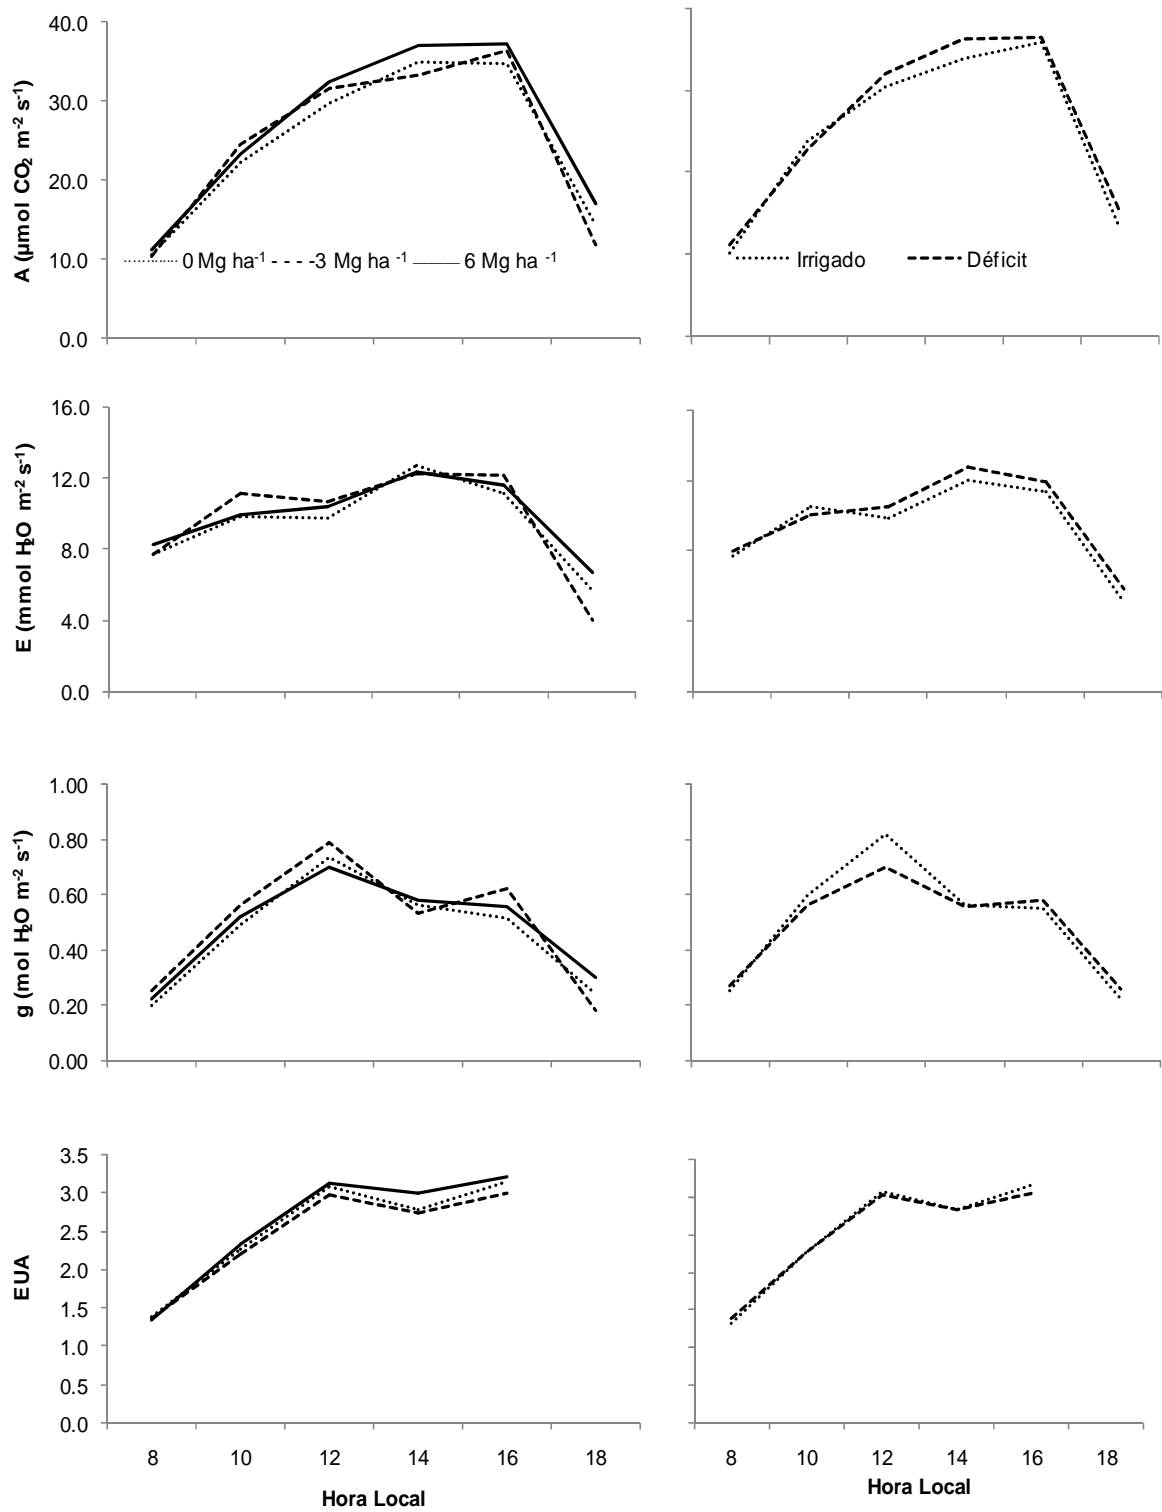 40.0
30.0
20.0
10.0
0.0
A (µmol CO₂ m⁻² s⁻¹)
0 Mg ha⁻¹ 3 Mg ha⁻¹ 6 Mg ha⁻¹
Irrigado Déficit
16.0
12.0
8.0
4.0
0.0
E (mmol H₂O m⁻² s⁻¹)
1.00
0.80
0.60
0.40
0.20
0.00
g (mol H₂O m⁻² s⁻¹)
3.5
3.0
2.5
2.0
1.5
1.0
0.5
0.0
EUA
8 10 12 14 16 18
Hora Local
8 10 12 14 16 18
Hora Local